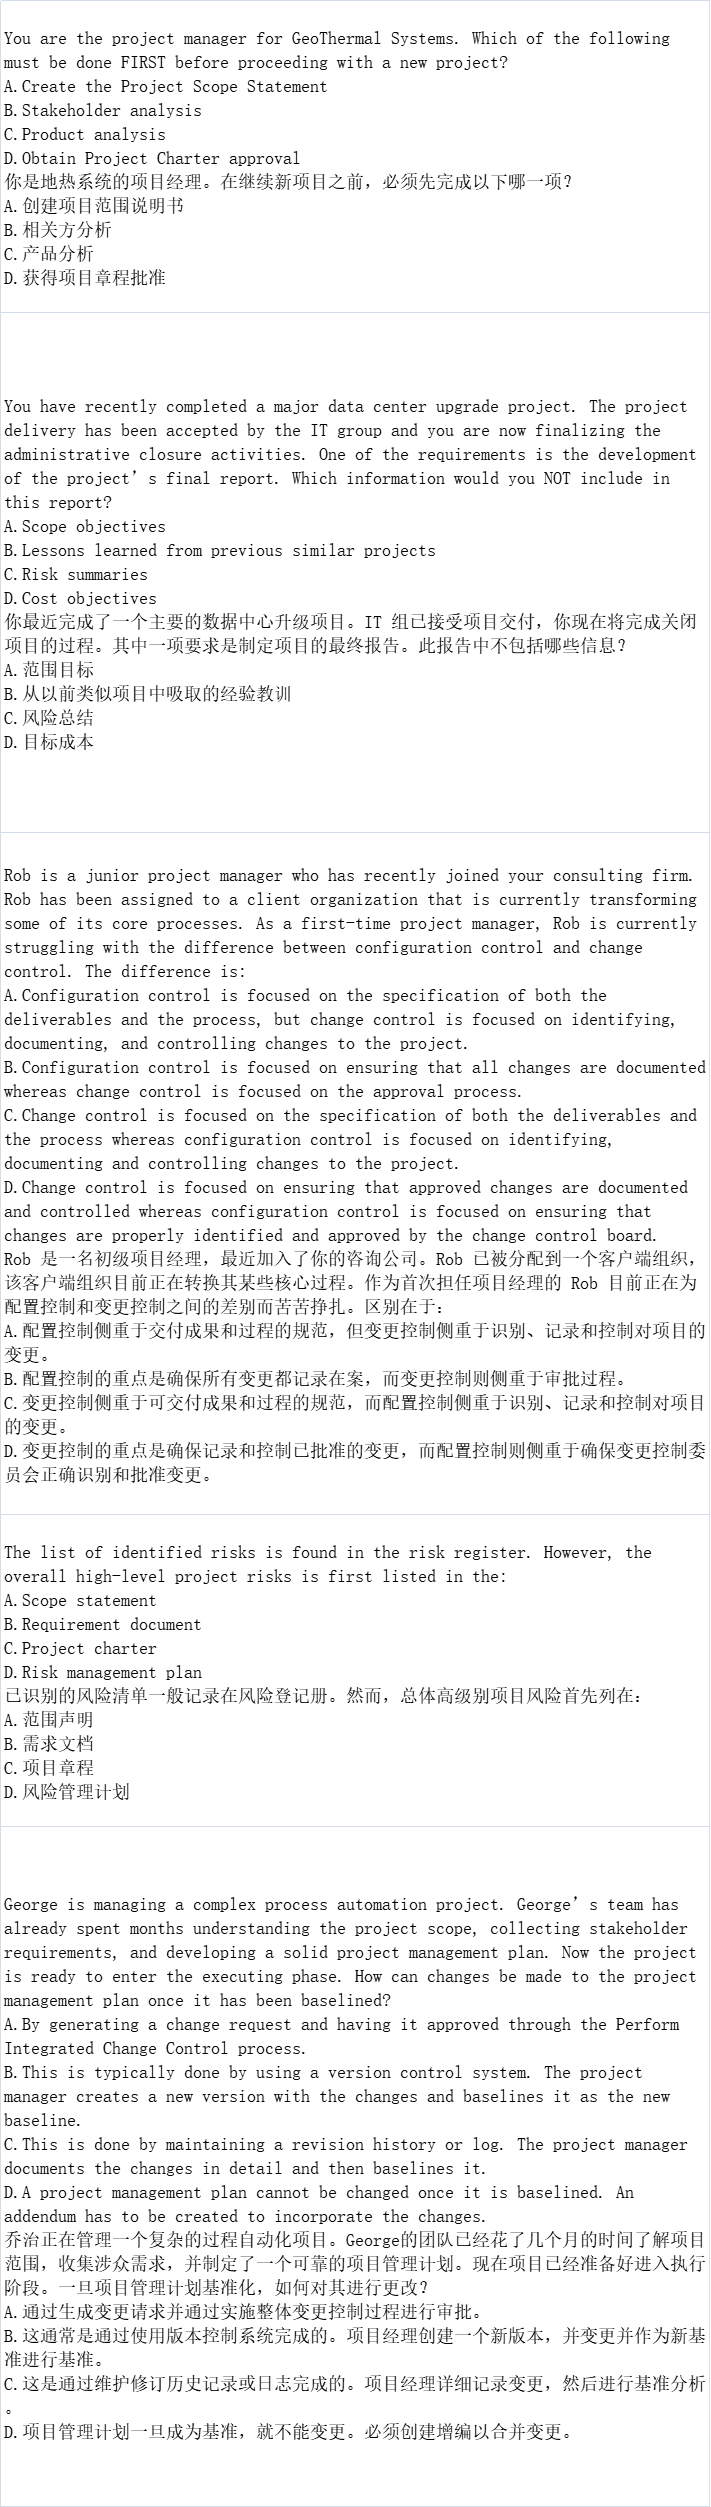 You are the project manager for GeoThermal Systems. Which of the following
must be done FIRST before proceeding with a new project?
A.Create the Project Scope Statement
B.Stakeholder analysis
C.Product analysis
D.Obtain Project Charter approval
你是地热系统的项目经理。在继续新项目之前，必须先完成以下哪一项？
A.创建项目范围说明书
B.相关方分析
C.产品分析
D.获得项目章程批准
You have recently completed a major data center upgrade project. The project
delivery has been accepted by the IT group and you are now finalizing the
administrative closure activities. One of the requirements is the development
of the project’s final report. Which information would you NOT include in
this report?
A.Scope objectives
B.Lessons learned from previous similar projects
C.Risk summaries
D.Cost objectives
你最近完成了一个主要的数据中心升级项目。IT 组已接受项目交付，你现在将完成关闭
项目的过程。其中一项要求是制定项目的最终报告。此报告中不包括哪些信息？
A.范围目标
B.从以前类似项目中吸取的经验教训
C.风险总结
D.目标成本
Rob is a junior project manager who has recently joined your consulting firm.
Rob has been assigned to a client organization that is currently transforming
some of its core processes. As a first-time project manager, Rob is currently
struggling with the difference between configuration control and change
control. The difference is:
A.Configuration control is focused on the specification of both the
deliverables and the process, but change control is focused on identifying,
documenting, and controlling changes to the project.
B.Configuration control is focused on ensuring that all changes are documented
whereas change control is focused on the approval process.
C.Change control is focused on the specification of both the deliverables and
the process whereas configuration control is focused on identifying,
documenting and controlling changes to the project.
D.Change control is focused on ensuring that approved changes are documented
and controlled whereas configuration control is focused on ensuring that
changes are properly identified and approved by the change control board.
Rob 是一名初级项目经理，最近加入了你的咨询公司。Rob 已被分配到一个客户端组织，
该客户端组织目前正在转换其某些核心过程。作为首次担任项目经理的 Rob 目前正在为
配置控制和变更控制之间的差别而苦苦挣扎。区别在于：
A.配置控制侧重于交付成果和过程的规范，但变更控制侧重于识别、记录和控制对项目的
变更。
B.配置控制的重点是确保所有变更都记录在案，而变更控制则侧重于审批过程。
C.变更控制侧重于可交付成果和过程的规范，而配置控制侧重于识别、记录和控制对项目
的变更。
D.变更控制的重点是确保记录和控制已批准的变更，而配置控制则侧重于确保变更控制委
员会正确识别和批准变更。
The list of identified risks is found in the risk register. However, the
overall high-level project risks is first listed in the:
A.Scope statement
B.Requirement document
C.Project charter
D.Risk management plan
已识别的风险清单一般记录在风险登记册。然而，总体高级别项目风险首先列在：
A.范围声明
B.需求文档
C.项目章程
D.风险管理计划
George is managing a complex process automation project. George’s team has
already spent months understanding the project scope, collecting stakeholder
requirements, and developing a solid project management plan. Now the project
is ready to enter the executing phase. How can changes be made to the project
management plan once it has been baselined?
A.By generating a change request and having it approved through the Perform
Integrated Change Control process.
B.This is typically done by using a version control system. The project
manager creates a new version with the changes and baselines it as the new
baseline.
C.This is done by maintaining a revision history or log. The project manager
documents the changes in detail and then baselines it.
D.A project management plan cannot be changed once it is baselined. An
addendum has to be created to incorporate the changes.
乔治正在管理一个复杂的过程自动化项目。George的团队已经花了几个月的时间了解项目
范围，收集涉众需求，并制定了一个可靠的项目管理计划。现在项目已经准备好进入执行
阶段。一旦项目管理计划基准化，如何对其进行更改？
A.通过生成变更请求并通过实施整体变更控制过程进行审批。
B.这通常是通过使用版本控制系统完成的。项目经理创建一个新版本，并变更并作为新基
准进行基准。
C.这是通过维护修订历史记录或日志完成的。项目经理详细记录变更，然后进行基准分析
。
D.项目管理计划一旦成为基准，就不能变更。必须创建增编以合并变更。